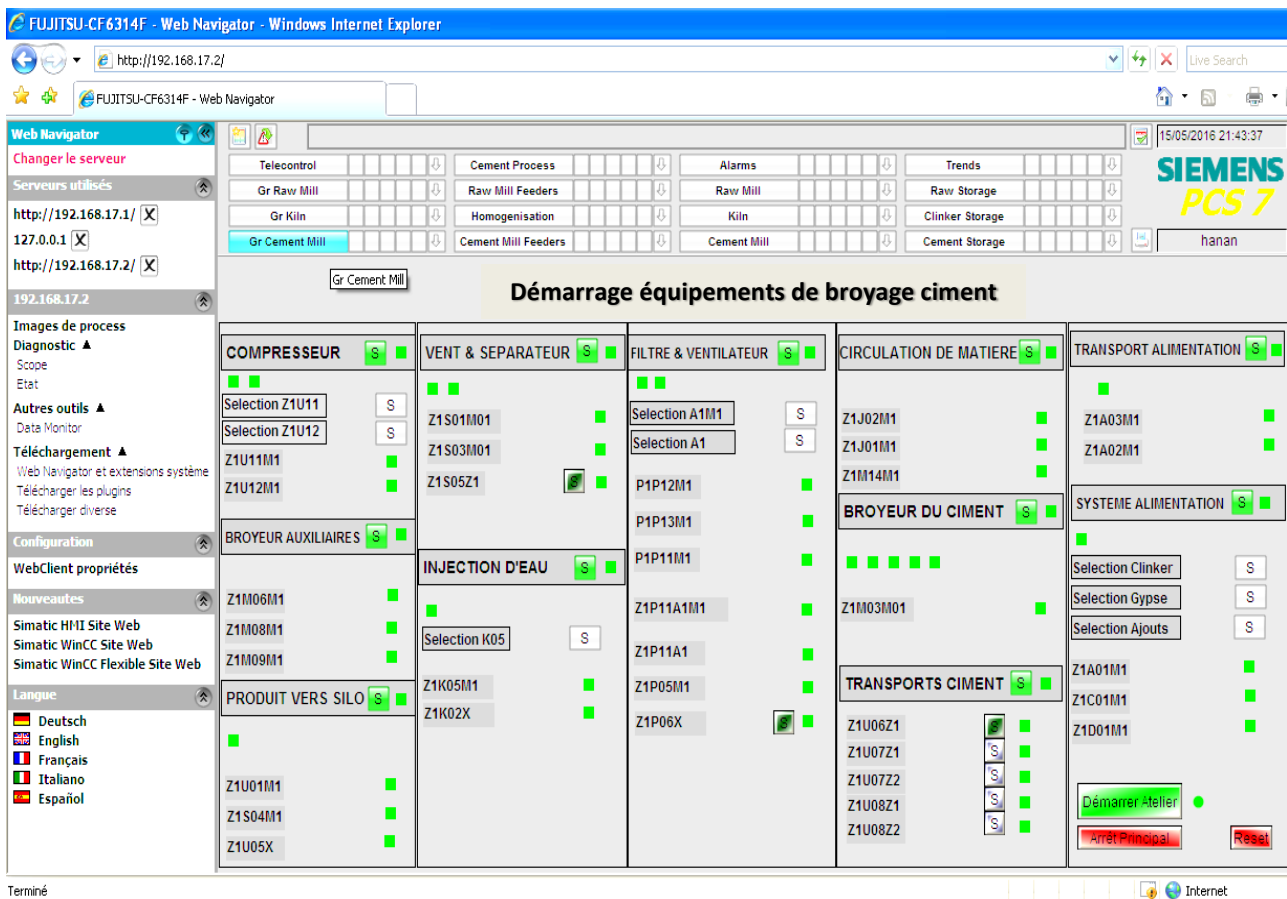 FUJITSU-CF6314F - Web Navigator - Windows Internet Explorer
http://192.168.17.2/
Live Search
FUJITSU-CF6314F - Web Navigator
Web Navigator
Changer le serveur
Serveurs utilisés
http://192.168.17.1/ X
127.0.0.1 X
http://192.168.17.2/ X
192.168.17.2
Images de process
Diagnostic ▲
Scope
Etat
Autres outils ▲
Data Monitor
Téléchargement ▲
Web Navigator et extensions système
Télécharger les plugins
Télécharger diverse
Configuration
WebClient propriétés
Nouveautes
Simatic HMI Site Web
Simatic WinCC Site Web
Simatic WinCC Flexible Site Web
Langue
Deutsch
English
Français
Italiano
Español
15/05/2016 21:43:37
Telecontrol Cement Process Alarms Trends
Gr Raw Mill Raw Mill Feeders Raw Mill Raw Storage
Gr Kiln Homogenisation Kiln Clinker Storage
Gr Cement Mill Cement Mill Feeders Cement Mill Cement Storage
SIEMENS
PCS 7
hanan
Gr Cement Mill
Démarrage équipements de broyage ciment
COMPRESSEUR S
Selection Z1U11 S
Selection Z1U12 S
Z1U11M1
Z1U12M1
BROYEUR AUXILIAIRES S
Z1M06M1
Z1M08M1
Z1M09M1
PRODUIT VERS SILO S
Z1U01M1
Z1S04M1
Z1U05X
VENT & SEPARATEUR S
Z1S01M01
Z1S03M01
Z1S05Z1 S
INJECTION D'EAU S
Selection K05 S
Z1K05M1
Z1K02X
FILTRE & VENTILATEUR S
Selection A1M1 S
Selection A1 S
P1P12M1
P1P13M1
P1P11M1
Z1P11A1M1
Z1P11A1
Z1P05M1
Z1P06X S
CIRCULATION DE MATIERE S
Z1J02M1
Z1J01M1
Z1M14M1
BROYEUR DU CIMENT S
Z1M03M01
TRANSPORTS CIMENT S
Z1U06Z1 S
Z1U07Z1 S
Z1U07Z2 S
Z1U08Z1 S
Z1U08Z2 S
TRANSPORT ALIMENTATION S
Z1A03M1
Z1A02M1
SYSTEME ALIMENTATION S
Selection Clinker S
Selection Gypse S
Selection Ajouts S
Z1A01M1
Z1C01M1
Z1D01M1
Démarrer Atelier
Arrêt Principal Reset
Terminé
Internet